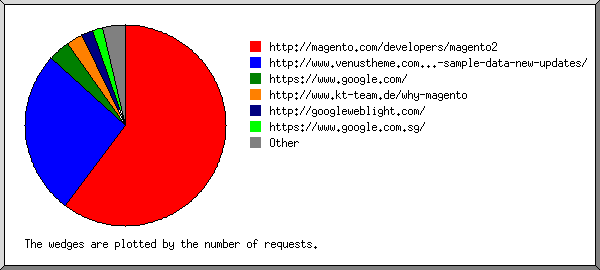 http://magento.com/developers/magento2
http://www.venustheme.com...-sample-data-new-updates/
https://www.google.com/
http://www.kt-team.de/why-magento
http://googleweblight.com/
https://www.google.com.sg/
Other
The wedges are plotted by the number of requests.